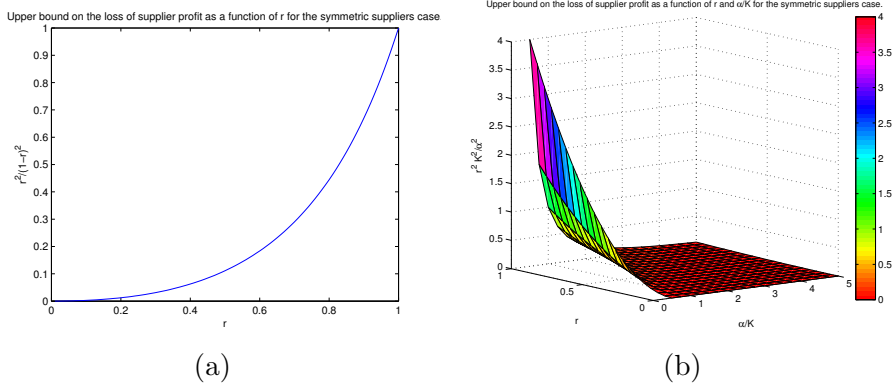 Upper bound on the loss of supplier profit as a function of r for the symmetric suppliers case
1
0.9
0.8
0.7
0.6
0.5
0.4
0.3
0.2
0.1
0
r²/(1−r)²
0 0.2 0.4 0.6 0.8 1
r
(a)
Upper bound on the loss of supplier profit as a function of r and α/K for the symmetric suppliers case.
4
3.5
3
2.5
2
1.5
1
0.5
0
r² K²/α²
1
0.5
0
r
0 1 2 3 4 5
α/K
4
3.5
3
2.5
2
1.5
1
0.5
0
(b)